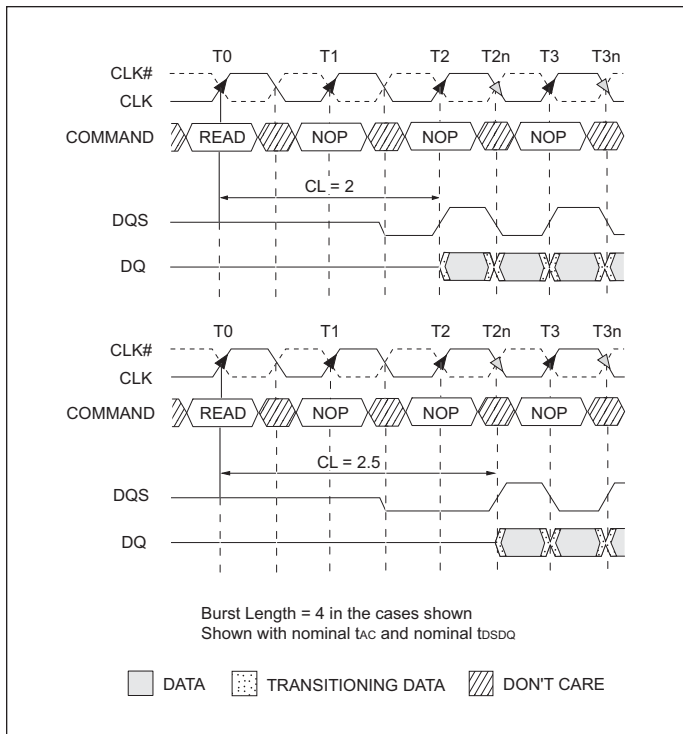 T0 T1 T2 T2n T3 T3n
CLK#
CLK
COMMAND READ NOP NOP NOP
CL = 2
DQS
DQ
T0 T1 T2 T2n T3 T3n
CLK#
CLK
COMMAND READ NOP NOP NOP
CL = 2.5
DQS
DQ
Burst Length = 4 in the cases shown
Shown with nominal tAC and nominal tDSDQ
DATA TRANSITIONING DATA DON'T CARE